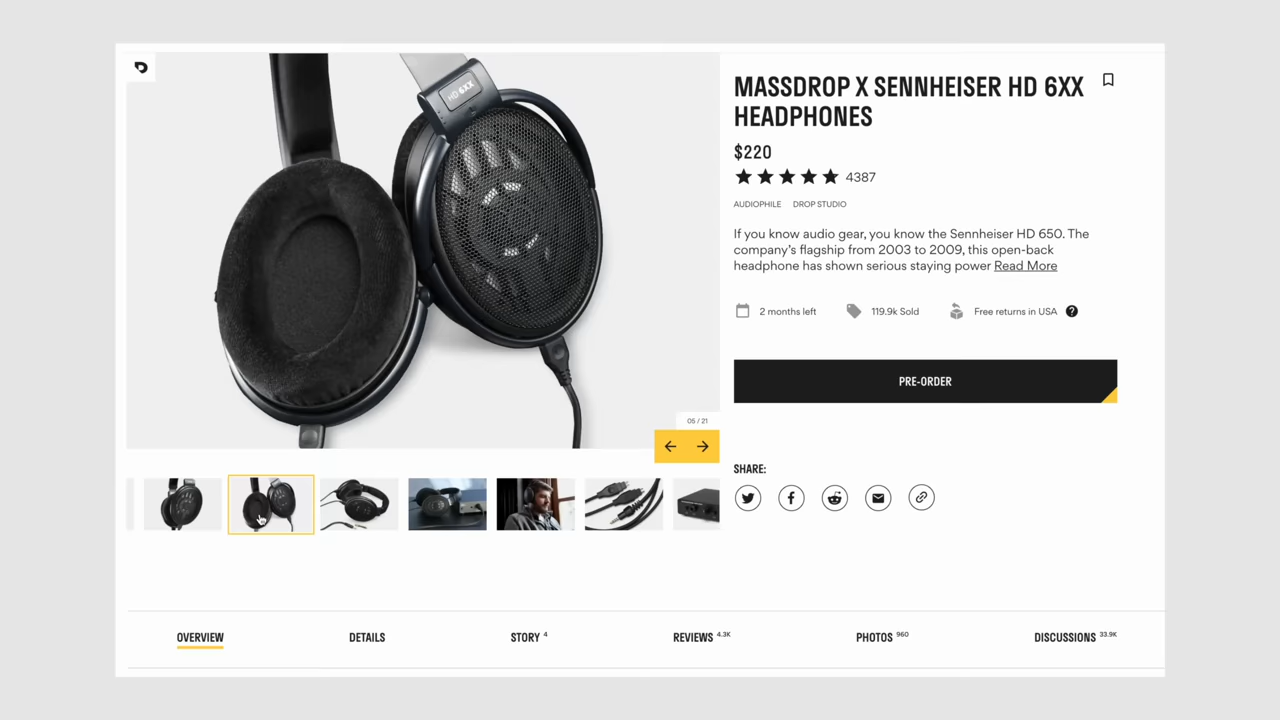 HD 6XX
MASSDROP X SENNHEISER HD 6XX
HEADPHONES
$220
4387
AUDIOPHILE DROP STUDIO
If you know audio gear, you know the Sennheiser HD 650. The
company's flagship from 2003 to 2009, this open-back
headphone has shown serious staying power Read More
2 months left 119.9k Sold Free returns in USA ?
PRE-ORDER
05 / 21
SHARE:
OVERVIEW DETAILS STORY 4 REVIEWS 4.3K PHOTOS 960 DISCUSSIONS 33.9K